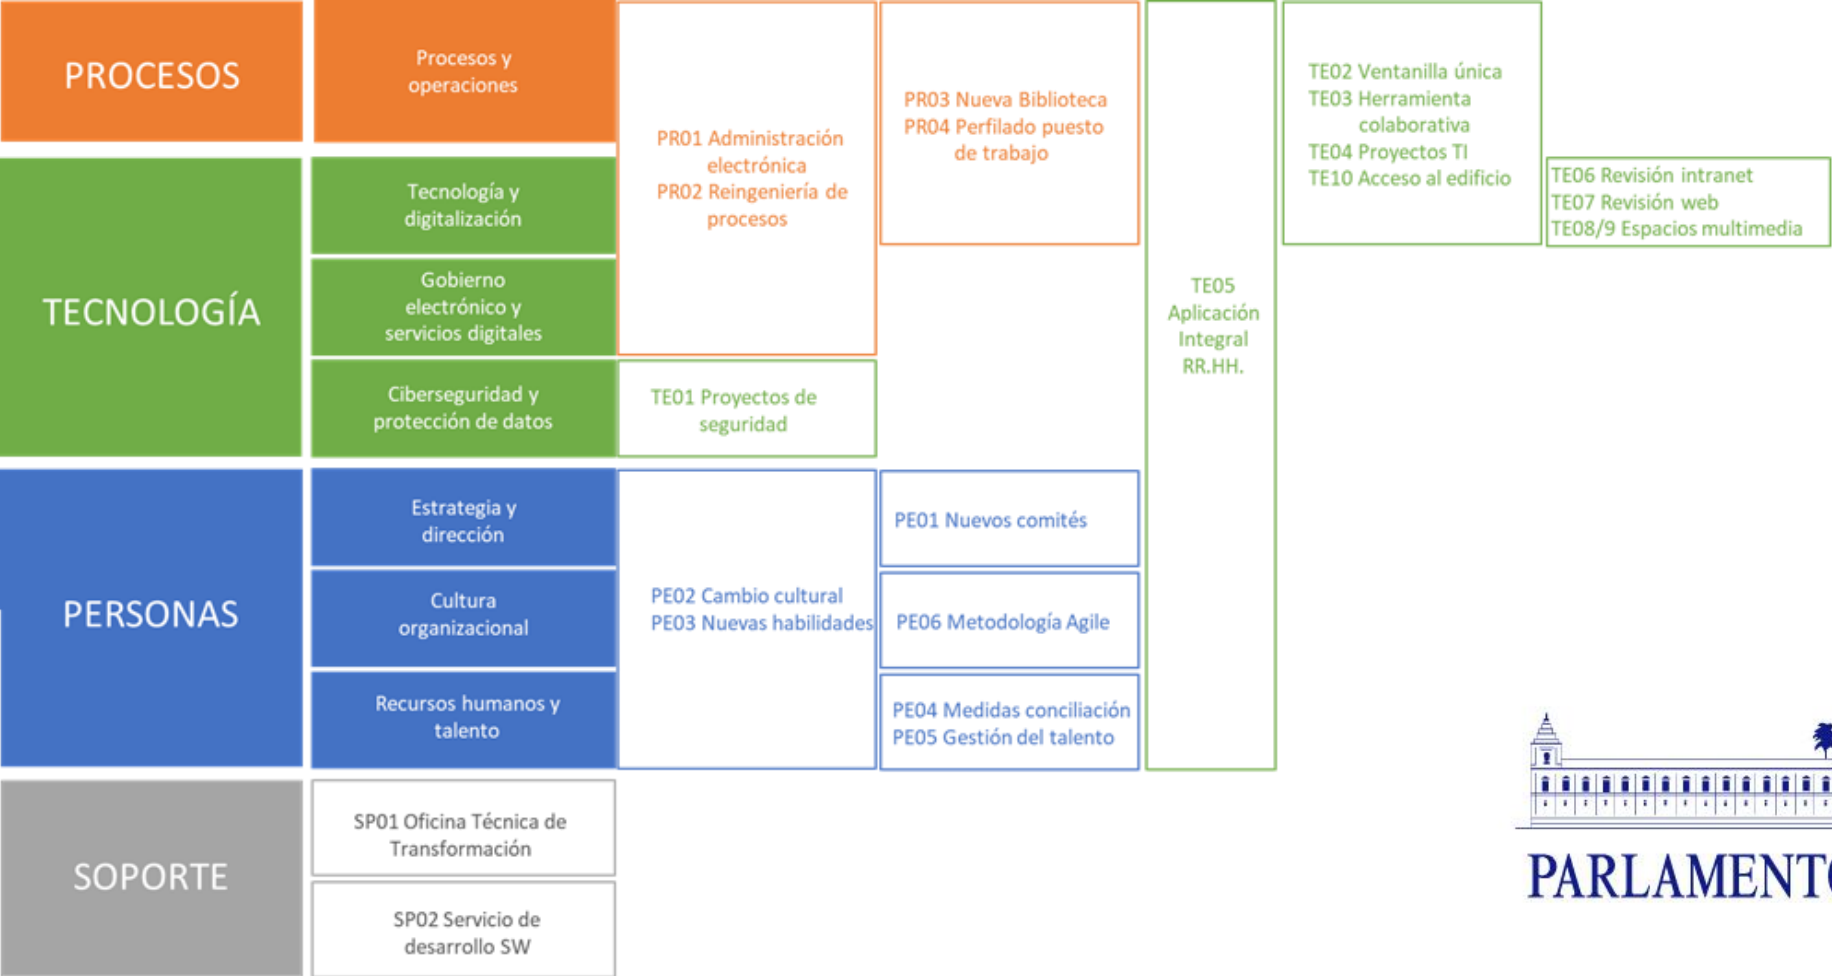 PROCESOS
Procesos y
operaciones
PR01 Administración
electrónica
PR02 Reingeniería de
procesos
PR03 Nueva Biblioteca
PR04 Perfilado puesto
de trabajo
TE05
Aplicación
Integral
RR.HH.
TE02 Ventanilla única
TE03 Herramienta
colaborativa
TE04 Proyectos TI
TE10 Acceso al edificio
TE06 Revisión intranet
TE07 Revisión web
TE08/9 Espacios multimedia
TECNOLOGÍA
Tecnología y
digitalización
Gobierno
electrónico y
servicios digitales
Ciberseguridad y
protección de datos
TE01 Proyectos de
seguridad
PERSONAS
Estrategia y
dirección
Cultura
organizacional
Recursos humanos y
talento
PE02 Cambio cultural
PE03 Nuevas habilidades
PE01 Nuevos comités
PE06 Metodología Agile
PE04 Medidas conciliación
PE05 Gestión del talento
SOPORTE
SP01 Oficina Técnica de
Transformación
SP02 Servicio de
desarrollo SW
PARLAMENTO